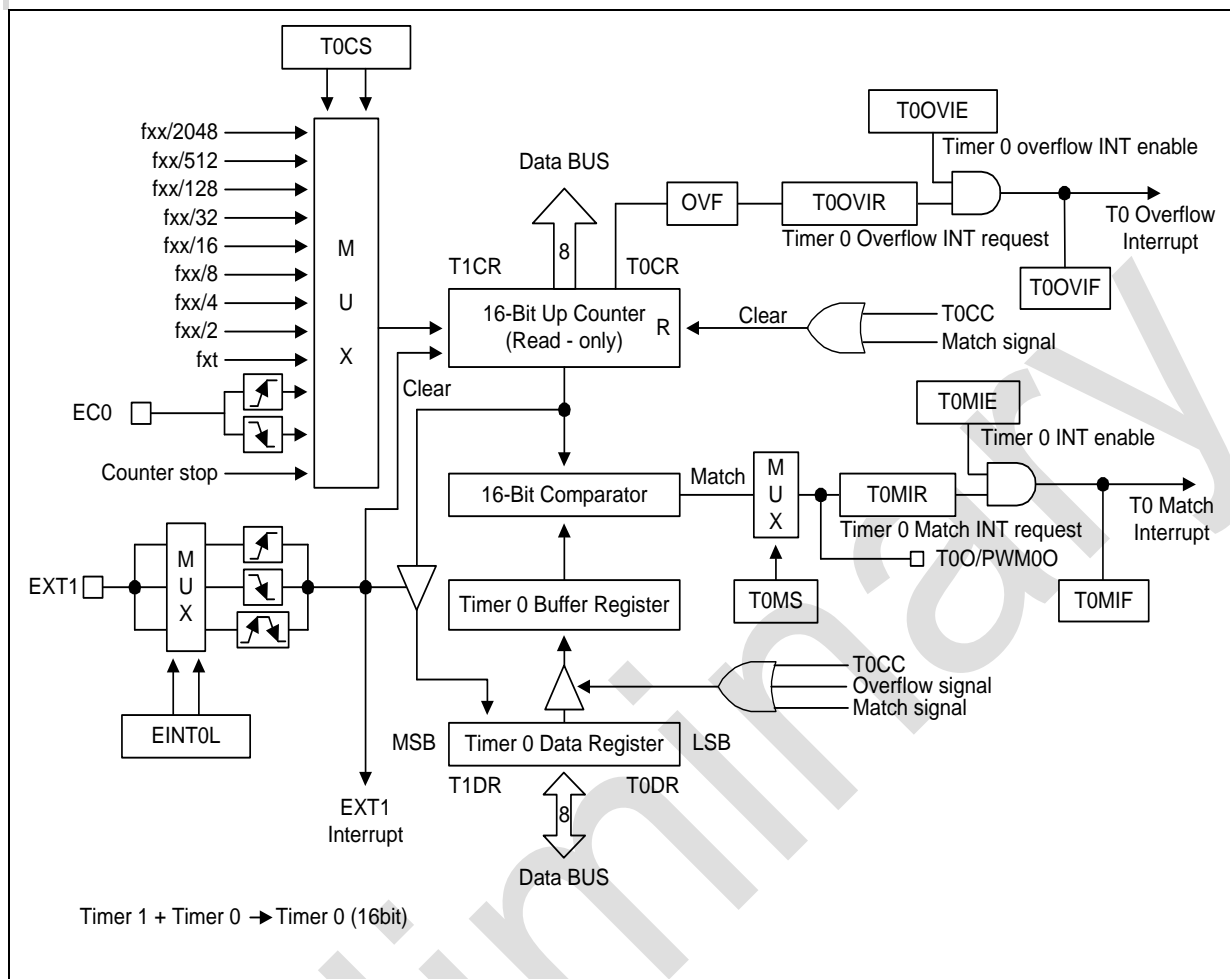 T0CS
fxx/2048
fxx/512
fxx/128
fxx/32
fxx/16
fxx/8
fxx/4
fxx/2
fxt
EC0
Counter stop
M
U
X
Data BUS
8
T1CR
T0CR
16-Bit Up Counter
(Read - only)
R
Clear
OVF
T0OVIR
Timer 0 Overflow INT request
T0OVIE
Timer 0 overflow INT enable
T0 Overflow
Interrupt
T0OVIF
Clear
T0CC
Match signal
16-Bit Comparator
Match
M
U
X
T0MS
T0MIR
Timer 0 Match INT request
T0MIE
Timer 0 INT enable
T0 Match
Interrupt
T0O/PWM0O
T0MIF
EXT1
M
U
X
EINT0L
EXT1
Interrupt
Timer 0 Buffer Register
T0CC
Overflow signal
Match signal
MSB
Timer 0 Data Register
LSB
T1DR
T0DR
8
Data BUS
Timer 1 + Timer 0 → Timer 0 (16bit)
liminary